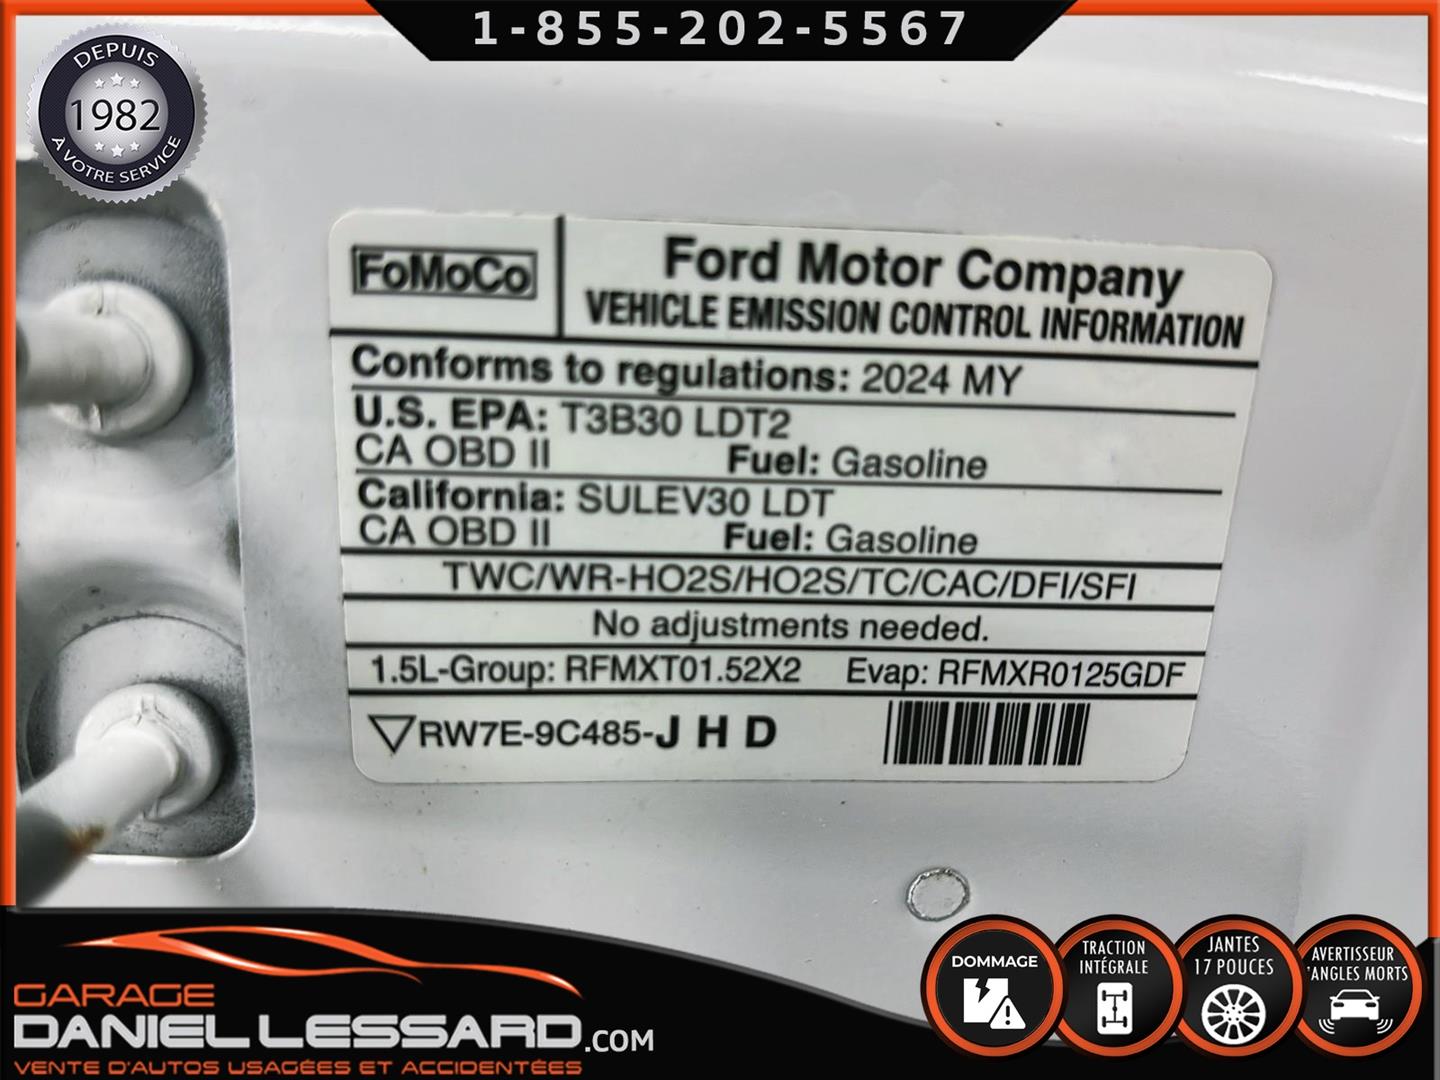 1-855-202-5567
DEPUIS
1982
À VOTRE SERVICE
FoMoCo
Ford Motor Company
VEHICLE EMISSION CONTROL INFORMATION
Conforms to regulations: 2024 MY
U.S. EPA: T3B30 LDT2
CA OBD II Fuel: Gasoline
California: SULEV30 LDT
CA OBD II Fuel: Gasoline
TWC/WR-HO2S/HO2S/TC/CAC/DFI/SFI
No adjustments needed.
1.5L-Group: RFMXT01.52X2 Evap: RFMXR0125GDF
RW7E-9C485-JHD
GARAGE
DANIEL LESSARD.COM
VENTE D'AUTOS USAGÉES ET ACCIDENTÉES
DOMMAGE
TRACTION
INTÉGRALE
JANTES
17 POUCES
AVERTISSEUR
'ANGLES MORTS